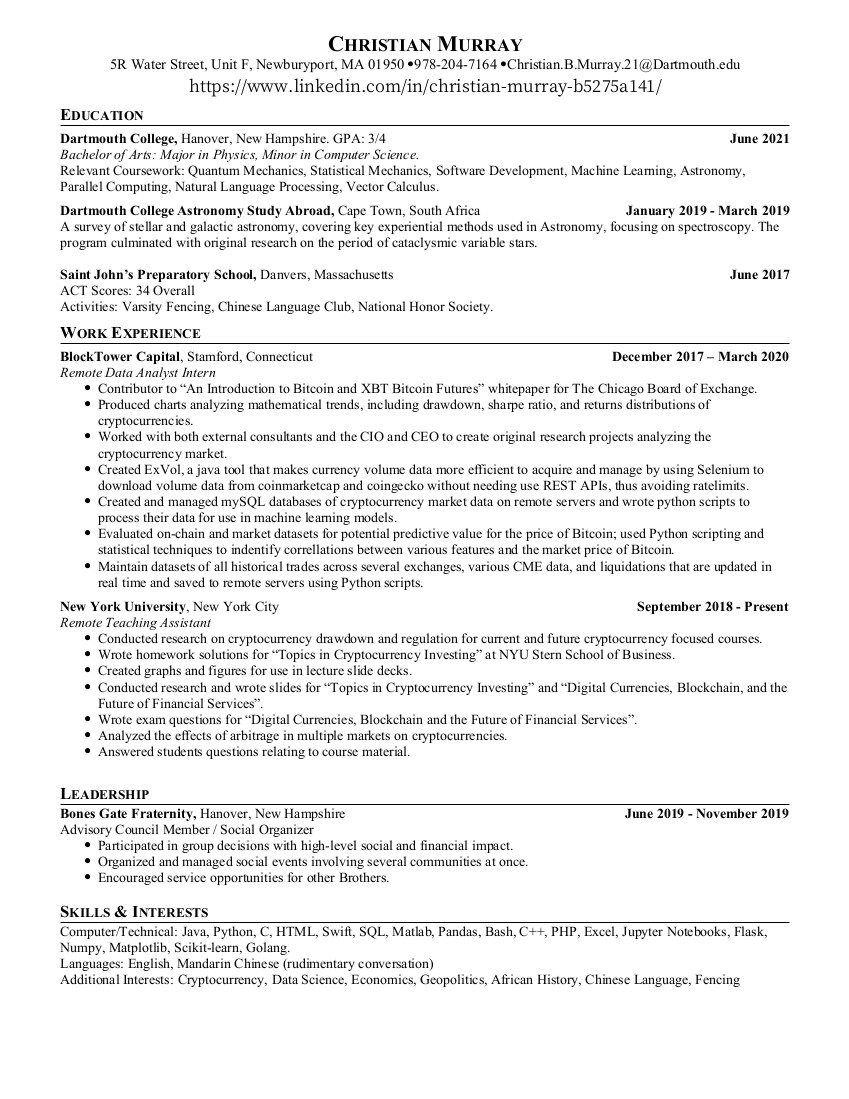 CHRISTIAN MURRAY
5R Water Street, Unit F, Newburyport, MA 01950 •978-204-7164 •Christian.B.Murray.21@Dartmouth.edu
https://www.linkedin.com/in/christian-murray-b5275a141/
EDUCATION
Dartmouth College, Hanover, New Hampshire. GPA: 3/4 June 2021
Bachelor of Arts: Major in Physics, Minor in Computer Science.
Relevant Coursework: Quantum Mechanics, Statistical Mechanics, Software Development, Machine Learning, Astronomy,
Parallel Computing, Natural Language Processing, Vector Calculus.
Dartmouth College Astronomy Study Abroad, Cape Town, South Africa January 2019 - March 2019
A survey of stellar and galactic astronomy, covering key experiential methods used in Astronomy, focusing on spectroscopy. The
program culminated with original research on the period of cataclysmic variable stars.
Saint John’s Preparatory School, Danvers, Massachusetts June 2017
ACT Scores: 34 Overall
Activities: Varsity Fencing, Chinese Language Club, National Honor Society.
WORK EXPERIENCE
BlockTower Capital, Stamford, Connecticut December 2017 – March 2020
Remote Data Analyst Intern
• Contributor to “An Introduction to Bitcoin and XBT Bitcoin Futures” whitepaper for The Chicago Board of Exchange.
• Produced charts analyzing mathematical trends, including drawdown, sharpe ratio, and returns distributions of
cryptocurrencies.
• Worked with both external consultants and the CIO and CEO to create original research projects analyzing the
cryptocurrency market.
• Created ExVol, a java tool that makes currency volume data more efficient to acquire and manage by using Selenium to
download volume data from coinmarketcap and coingecko without needing use REST APIs, thus avoiding ratelimits.
• Created and managed mySQL databases of cryptocurrency market data on remote servers and wrote python scripts to
process their data for use in machine learning models.
• Evaluated on-chain and market datasets for potential predictive value for the price of Bitcoin; used Python scripting and
statistical techniques to indentify correllations between various features and the market price of Bitcoin.
• Maintain datasets of all historical trades across several exchanges, various CME data, and liquidations that are updated in
real time and saved to remote servers using Python scripts.
New York University, New York City September 2018 - Present
Remote Teaching Assistant
• Conducted research on cryptocurrency drawdown and regulation for current and future cryptocurrency focused courses.
• Wrote homework solutions for “Topics in Cryptocurrency Investing” at NYU Stern School of Business.
• Created graphs and figures for use in lecture slide decks.
• Conducted research and wrote slides for “Topics in Cryptocurrency Investing” and “Digital Currencies, Blockchain, and the
Future of Financial Services”.
• Wrote exam questions for “Digital Currencies, Blockchain and the Future of Financial Services”.
• Analyzed the effects of arbitrage in multiple markets on cryptocurrencies.
• Answered students questions relating to course material.
LEADERSHIP
Bones Gate Fraternity, Hanover, New Hampshire June 2019 - November 2019
Advisory Council Member / Social Organizer
• Participated in group decisions with high-level social and financial impact.
• Organized and managed social events involving several communities at once.
• Encouraged service opportunities for other Brothers.
SKILLS & INTERESTS
Computer/Technical: Java, Python, C, HTML, Swift, SQL, Matlab, Pandas, Bash, C++, PHP, Excel, Jupyter Notebooks, Flask,
Numpy, Matplotlib, Scikit-learn, Golang.
Languages: English, Mandarin Chinese (rudimentary conversation)
Additional Interests: Cryptocurrency, Data Science, Economics, Geopolitics, African History, Chinese Language, Fencing